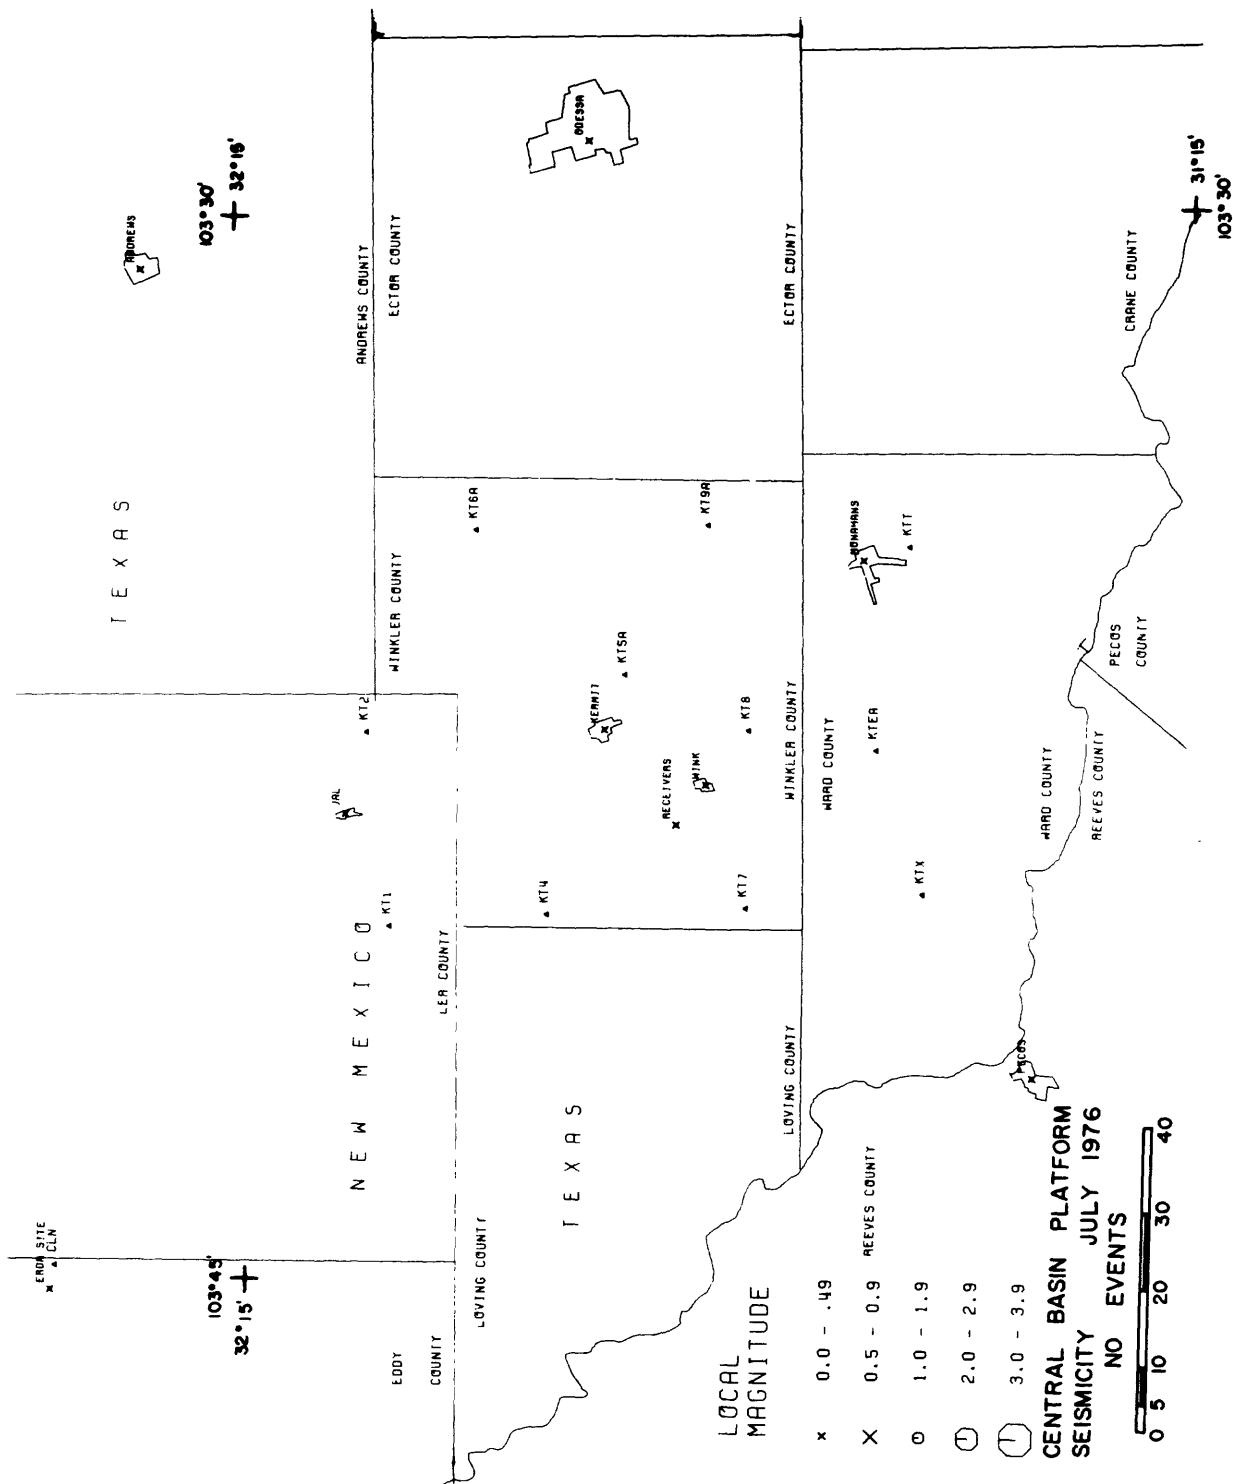 103°30'
32°15'
ANDREWS
TEXAS
ANDREWS COUNTY
ECTOR COUNTY
ODESSA
ECTOR COUNTY
CRANE COUNTY
31°15'
103°30'
KT6A
KT9A
MONAHANS
KTT
WINKLER COUNTY
KT2
JAL
KT5A
KERMIT
KT8
WINK
RECEIVERS
WINKLER COUNTY
WARD COUNTY
KTEA
PECOS
COUNTY
WARD COUNTY
REEVES COUNTY
KT1
KT4
KT7
KTX
NEW MEXICO
LEA COUNTY
ERDA SITE
CLN
103°45'
32°15'
LOVING COUNTY
EDDY
COUNTY
TEXAS
LOVING COUNTY
PECOS
REEVES COUNTY
LOCAL
MAGNITUDE
0.0 - .49
0.5 - 0.9
1.0 - 1.9
2.0 - 2.9
3.0 - 3.9
CENTRAL BASIN PLATFORM
SEISMICITY JULY 1976
NO EVENTS
0 5 10 20 30 40